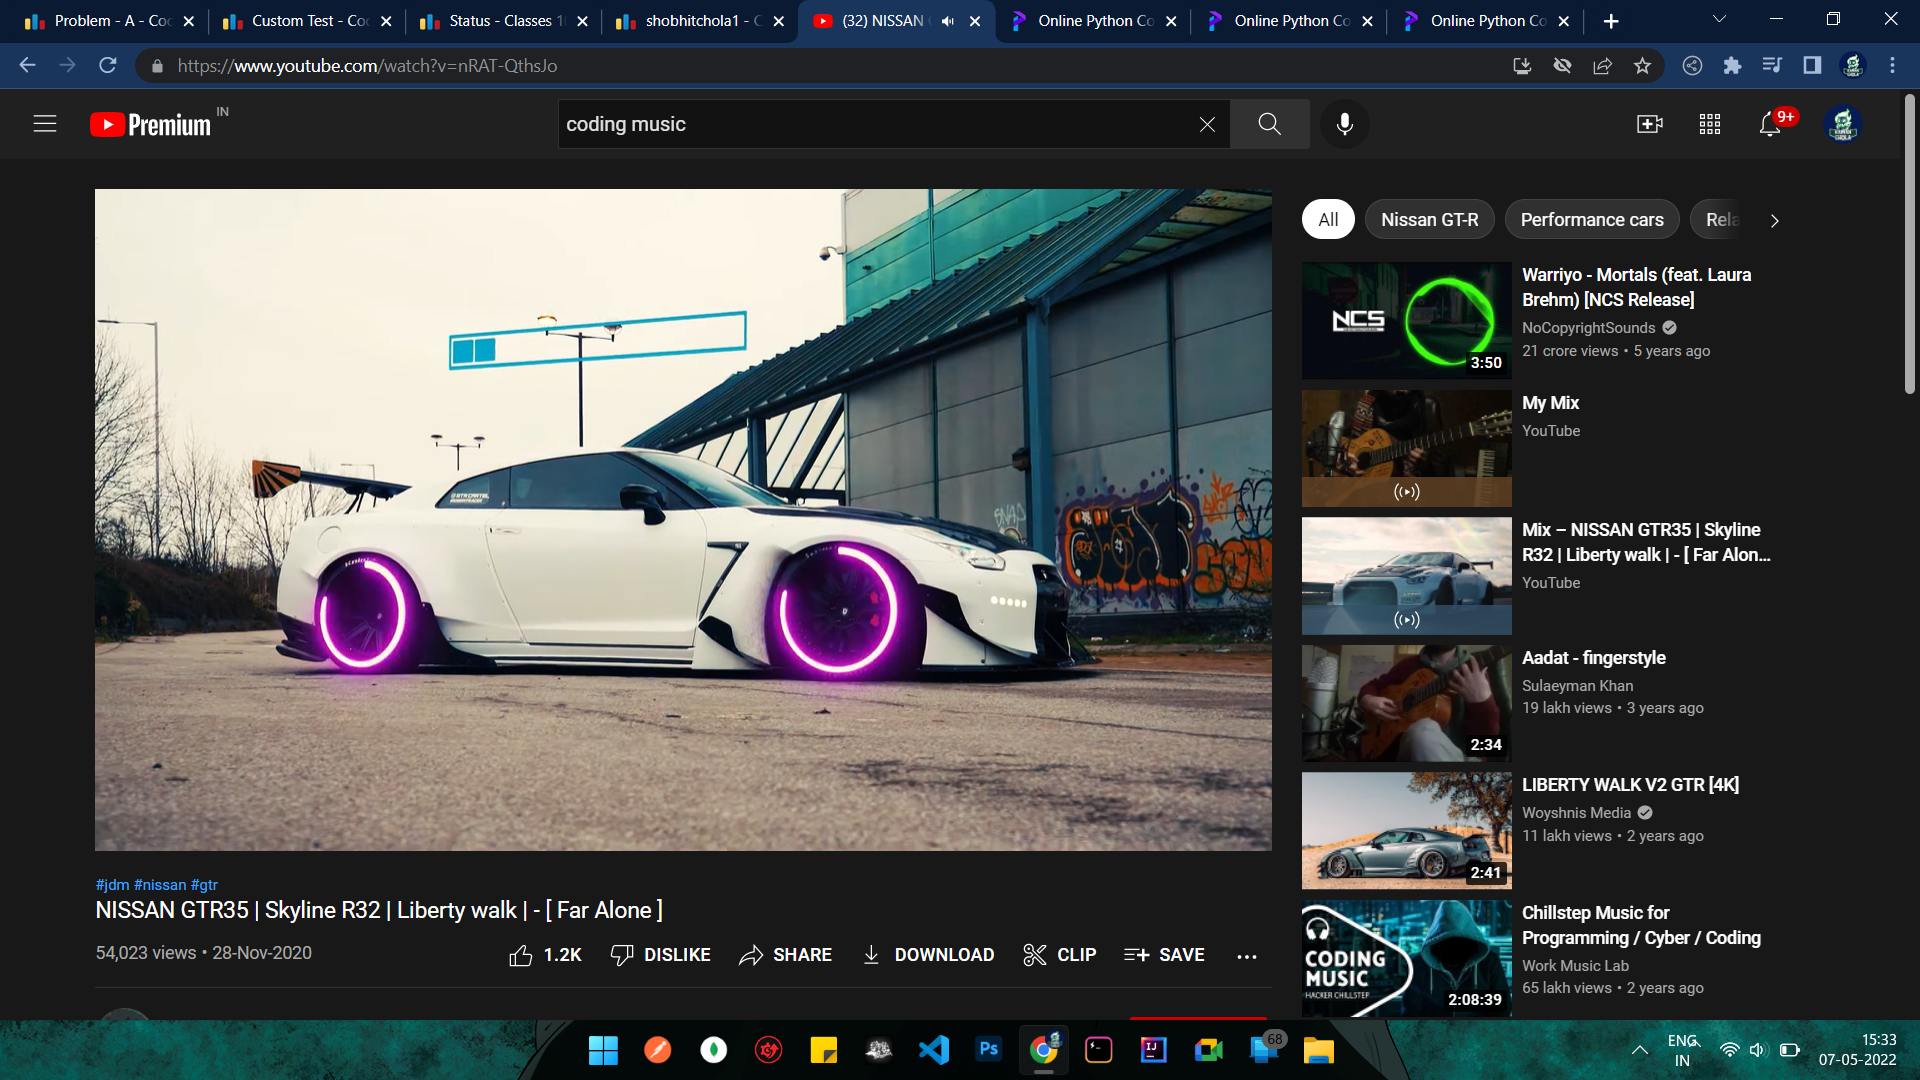 Problem - A - Coc
Custom Test - Coc
Status - Classes 1
shobhitchola1 - C
(32) NISSAN
Online Python Co
Online Python Co
Online Python Co
https://www.youtube.com/watch?v=nRAT-QthsJo
Premium IN
coding music
9+
All
Nissan GT-R
Performance cars
Rela
SNAP
NCS
3:50
Warriyo - Mortals (feat. Laura
Brehm) [NCS Release]
NoCopyrightSounds
21 crore views • 5 years ago
My Mix
YouTube
Mix – NISSAN GTR35 | Skyline
R32 | Liberty walk | - [ Far Alon...
YouTube
2:34
Aadat - fingerstyle
Sulaeyman Khan
19 lakh views • 3 years ago
2:41
LIBERTY WALK V2 GTR [4K]
Woyshnis Media
11 lakh views • 2 years ago
CODING
MUSIC
HACKER CHILLSTEP
2:08:39
Chillstep Music for
Programming / Cyber / Coding
Work Music Lab
65 lakh views • 2 years ago
#jdm #nissan #gtr
NISSAN GTR35 | Skyline R32 | Liberty walk | - [ Far Alone ]
54,023 views • 28-Nov-2020
1.2K
DISLIKE
SHARE
DOWNLOAD
CLIP
SAVE
Ps
IJ
68
ENG
IN
15:33
07-05-2022